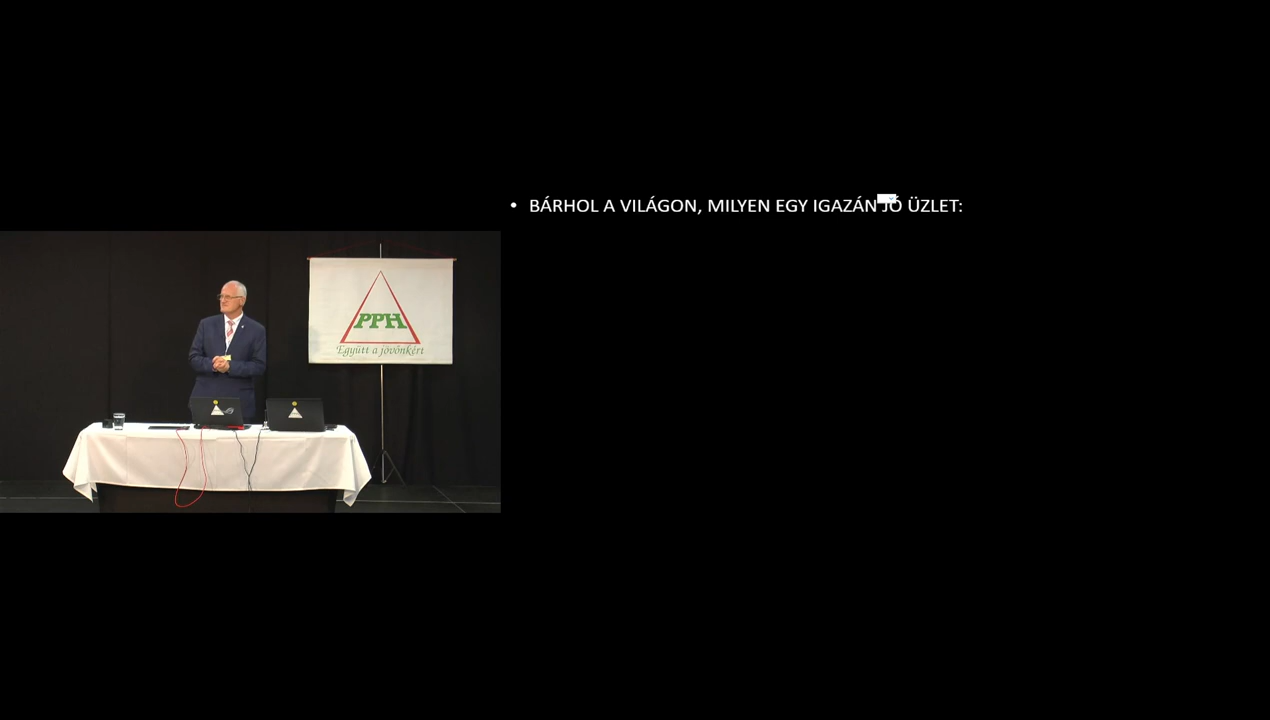 • BÁRHOL A VILÁGON, MILYEN EGY IGAZÁN JÓ ÜZLET:
PPH
Együtt a jövőnkért